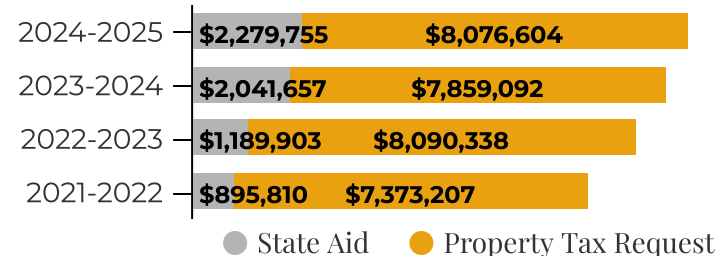 2024-2025 $2,279,755 $8,076,604
2023-2024 $2,041,657 $7,859,092
2022-2023 $1,189,903 $8,090,338
2021-2022 $895,810 $7,373,207
State Aid Property Tax Request